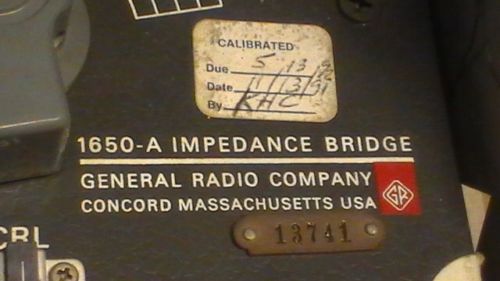 CALIBRATED
Due 5 13
Date 11/13/91
By KHC
1650-A IMPEDANCE BRIDGE
GENERAL RADIO COMPANY
CONCORD MASSACHUSETTS USA
GR
13741
CRL